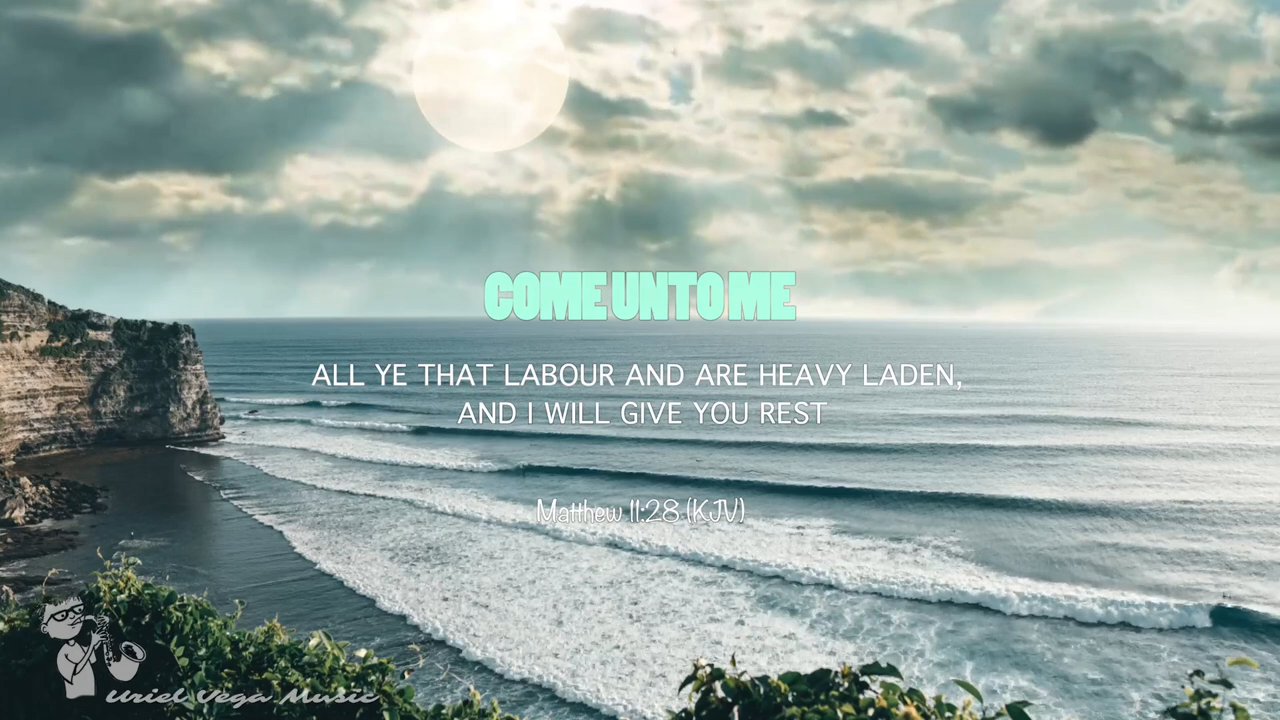 COME UNTO ME
ALL YE THAT LABOUR AND ARE HEAVY LADEN,
AND I WILL GIVE YOU REST
Matthew 11:28 (KJV)
Uriel Vega Music